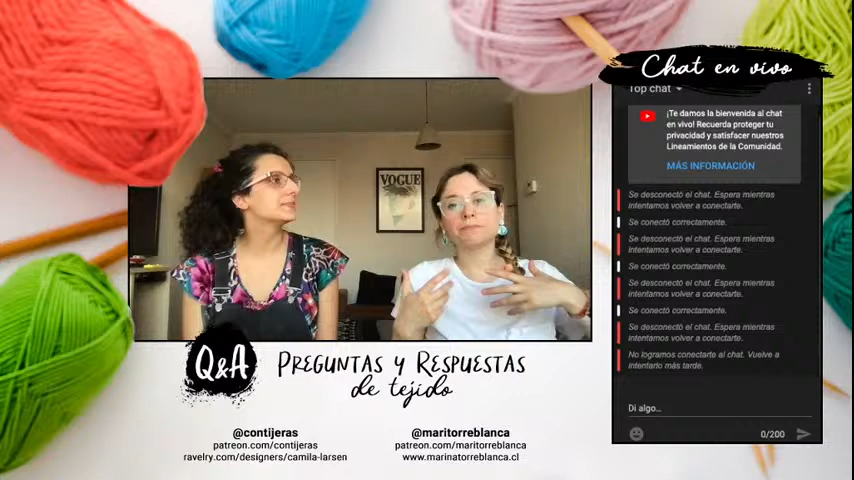 Chat en vivo
Top chat
¡Te damos la bienvenida al chat
en vivo! Recuerda proteger tu
privacidad y satisfacer nuestros
Lineamientos de la Comunidad.
MÁS INFORMACIÓN
Se desconectó el chat. Espera mientras
intentamos volver a conectarte.
Se conectó correctamente.
Se desconectó el chat. Espera mientras
intentamos volver a conectarte.
Se conectó correctamente.
Se desconectó el chat. Espera mientras
intentamos volver a conectarte.
Se conectó correctamente.
Se desconectó el chat. Espera mientras
intentamos volver a conectarte.
No logramos conectarte al chat. Vuelve a
intentarlo más tarde.
Di algo...
0/200
VOGUE
Q&A
PREGUNTAS Y RESPUESTAS
de tejido
@contijeras
patreon.com/contijeras
ravelry.com/designers/camila-larsen
@maritorreblanca
patreon.com/maritorreblanca
www.marinatorreblanca.cl